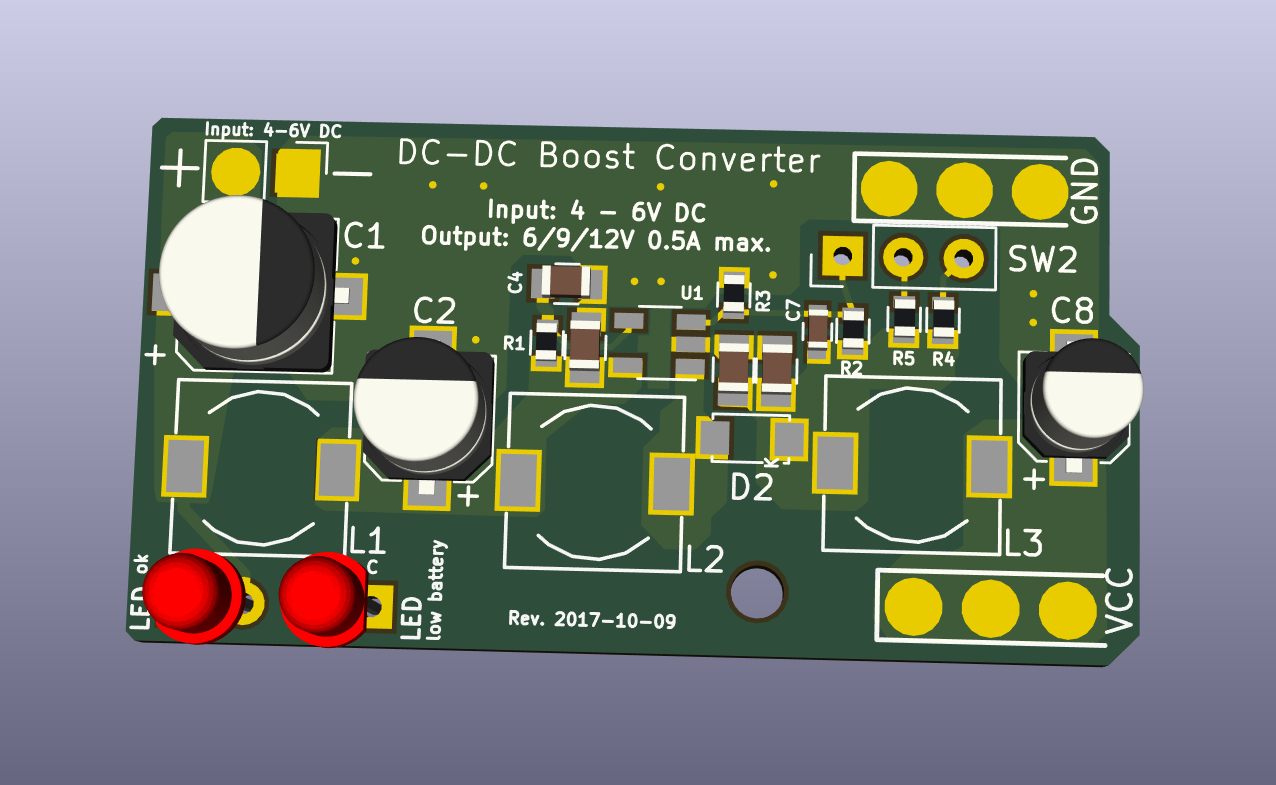 Input: 4-6V DC
+
—
DC-DC Boost Converter
Input: 4 - 6V DC
Output: 6/9/12V 0.5A max.
GND
C1
SW2
C4
U1
R3
C7
C2
C8
R1
R5
R4
R2
+
+
K
D2
+
L1
L2
L3
LED ok
C
LED
low battery
Rev. 2017-10-09
VCC